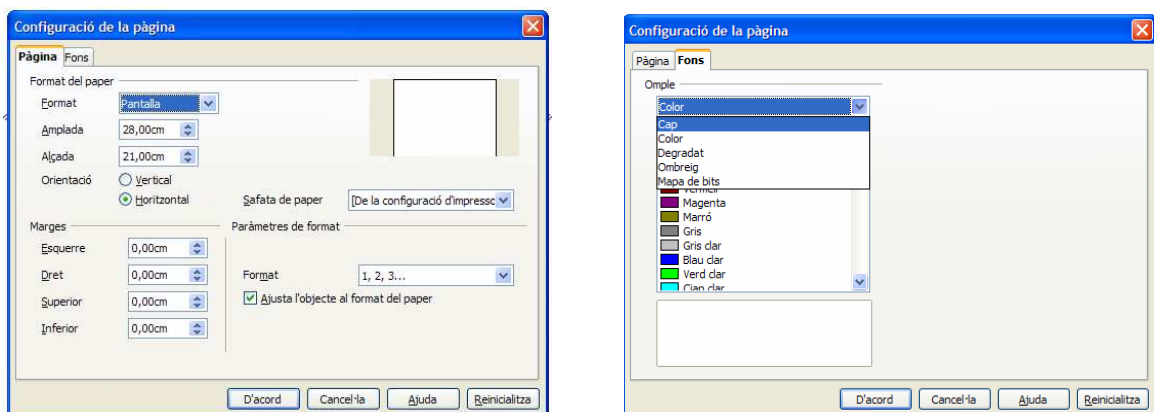 Configuració de la pàgina
Pàgina Fons
Format del paper
Format Pantalla
Amplada 28,00cm
Alçada 21,00cm
Orientació Vertical
Horitzontal Safata de paper [De la configuració d'impressc
Marges Paràmetres de format
Esquerre 0,00cm
Dret 0,00cm Format 1, 2, 3...
Superior 0,00cm Ajusta l'objecte al format del paper
Inferior 0,00cm
D'acord Cancel·la Ajuda Reinicialitza
Configuració de la pàgina
Pàgina Fons
Omple
Color
Cap
Color
Degradat
Ombreig
Mapa de bits
Vermell
Magenta
Marró
Gris
Gris clar
Blau clar
Verd clar
Cian clar
D'acord Cancel·la Ajuda Reinicialitza